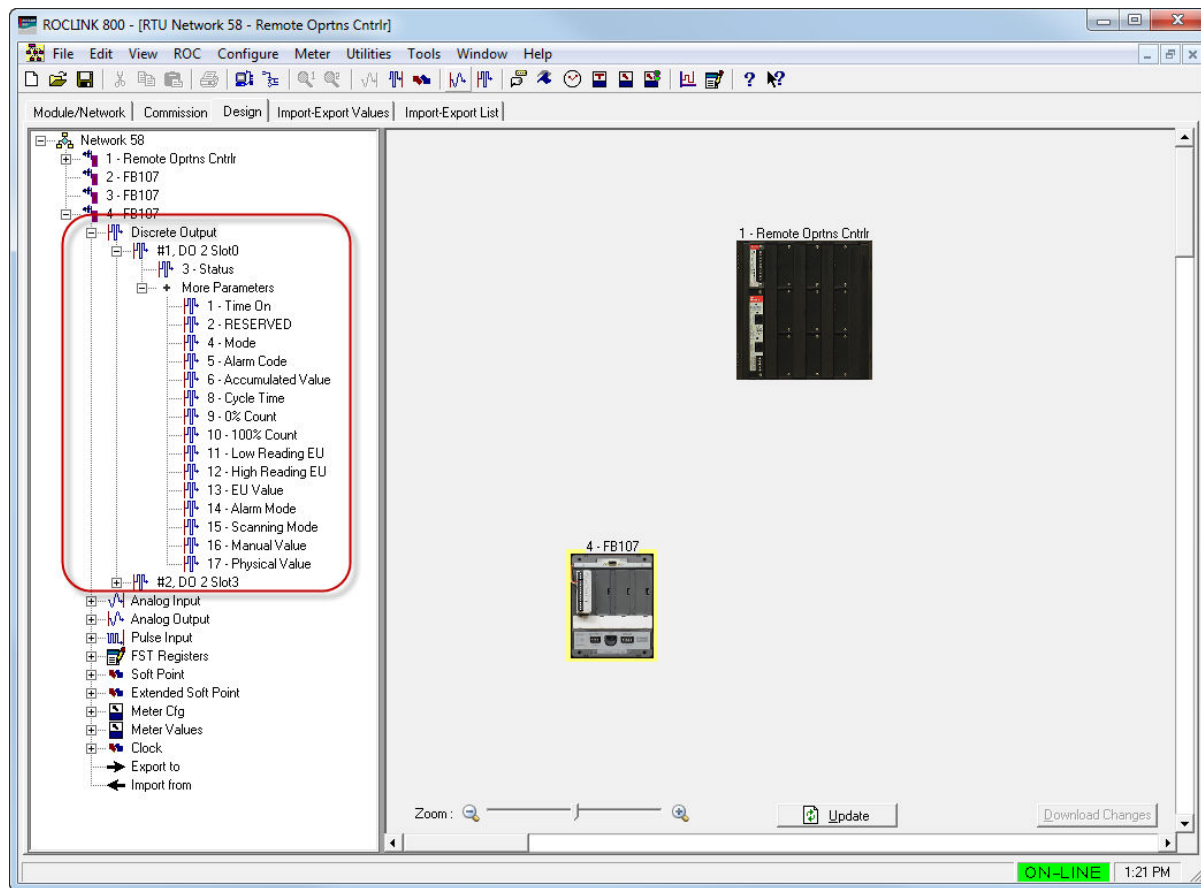 ROCLINK 800 - [RTU Network 58 - Remote Oprtns Cntrlr]
File Edit View ROC Configure Meter Utilities Tools Window Help
Module/Network Commission Design Import-Export Values Import-Export List
Network 58
1 - Remote Oprtns Cntrlr
2 - FB107
3 - FB107
4 - FB107
Discrete Output
#1, DO 2 Slot0
3 - Status
More Parameters
1 - Time On
2 - RESERVED
4 - Mode
5 - Alarm Code
6 - Accumulated Value
8 - Cycle Time
9 - 0% Count
10 - 100% Count
11 - Low Reading EU
12 - High Reading EU
13 - EU Value
14 - Alarm Mode
15 - Scanning Mode
16 - Manual Value
17 - Physical Value
#2, DO 2 Slot3
Analog Input
Analog Output
Pulse Input
FST Registers
Soft Point
Extended Soft Point
Meter Cfg
Meter Values
Clock
Export to
Import from
1 - Remote Oprtns Cntrlr
4 - FB107
Zoom :
Update
Download Changes
ON-LINE 1:21 PM